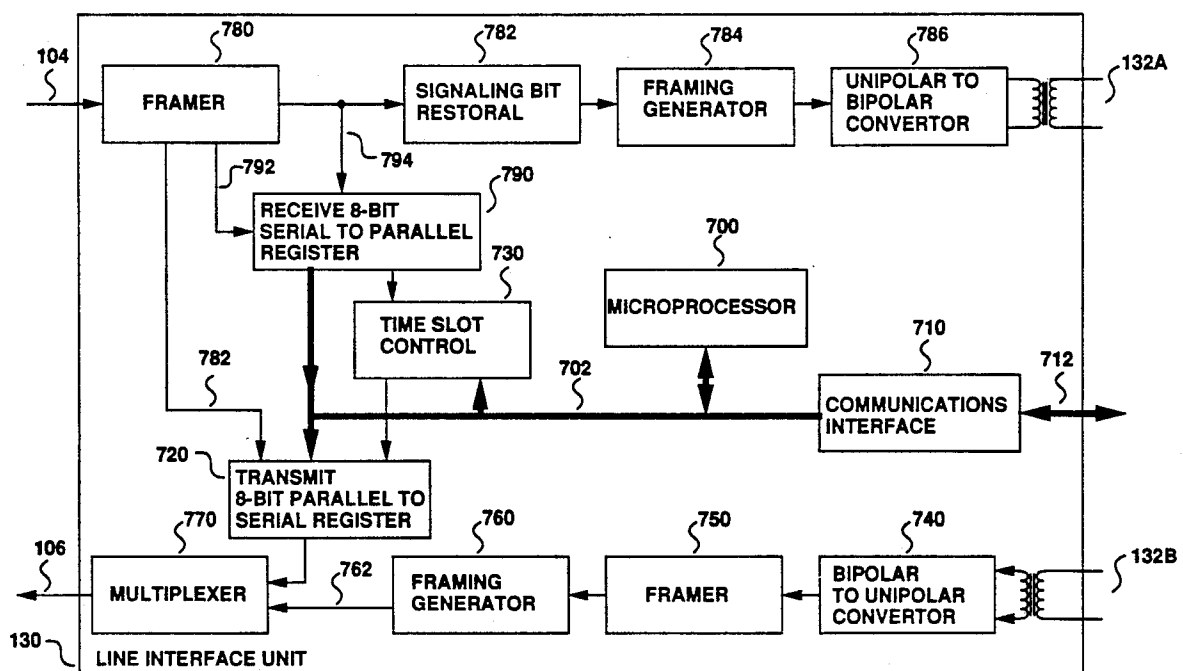 780
782
784
786
104
132A
FRAMER
SIGNALING BIT
RESTORAL
FRAMING
GENERATOR
UNIPOLAR TO
BIPOLAR
CONVERTOR
792
794
790
RECEIVE 8-BIT
SERIAL TO PARALLEL
REGISTER
730
700
TIME SLOT
CONTROL
MICROPROCESSOR
782
702
710
712
COMMUNICATIONS
INTERFACE
720
TRANSMIT
8-BIT PARALLEL TO
SERIAL REGISTER
770
760
750
740
106
762
132B
MULTIPLEXER
FRAMING
GENERATOR
FRAMER
BIPOLAR
TO UNIPOLAR
CONVERTOR
130
LINE INTERFACE UNIT